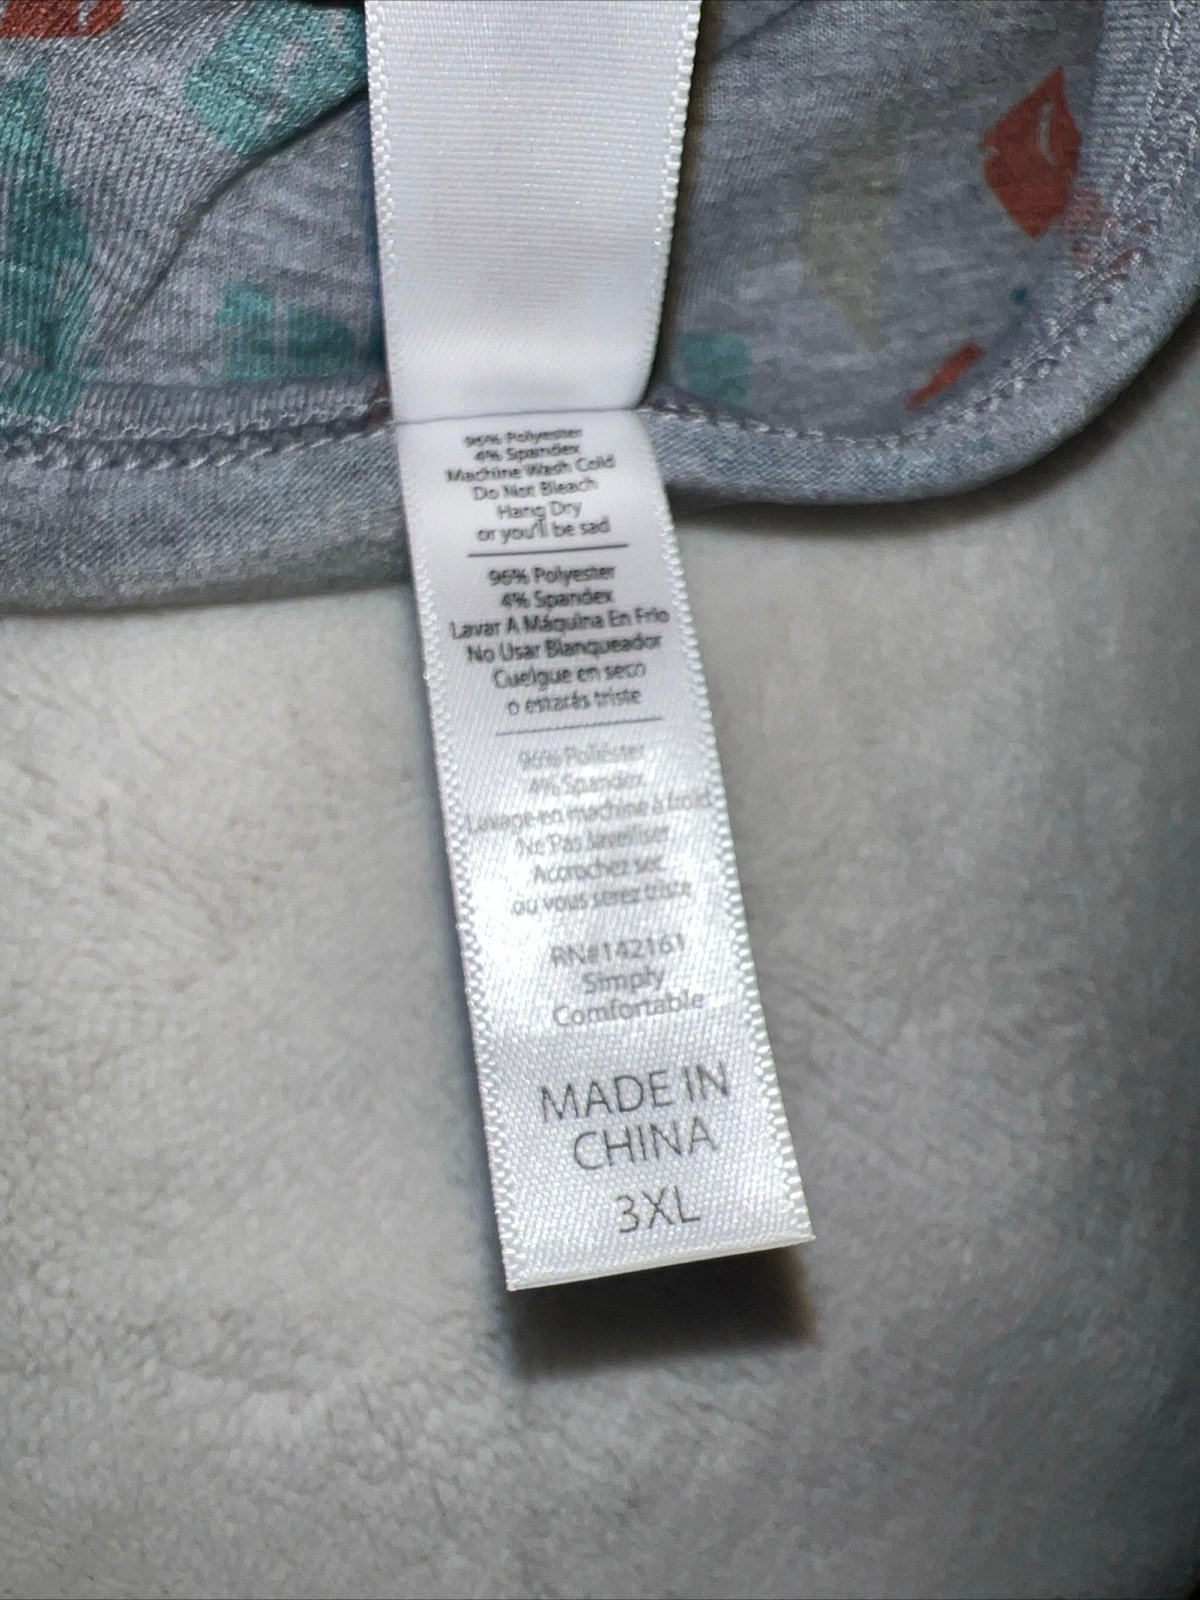 96% Polyester
4% Spandex
Machine Wash Cold
Do Not Bleach
Hang Dry
or you'll be sad
96% Polyester
4% Spandex
Lavar A Máquina En Frio
No Usar Blanqueador
Cuelgue en seco
o estarás triste
96% Poliéster
4% Spandex
Lavage en machine à froid
Ne Pas Javelliser
Accrochez sec
ou vous serez triste
RN#142161
Simply
Comfortable
MADE IN
CHINA
3XL